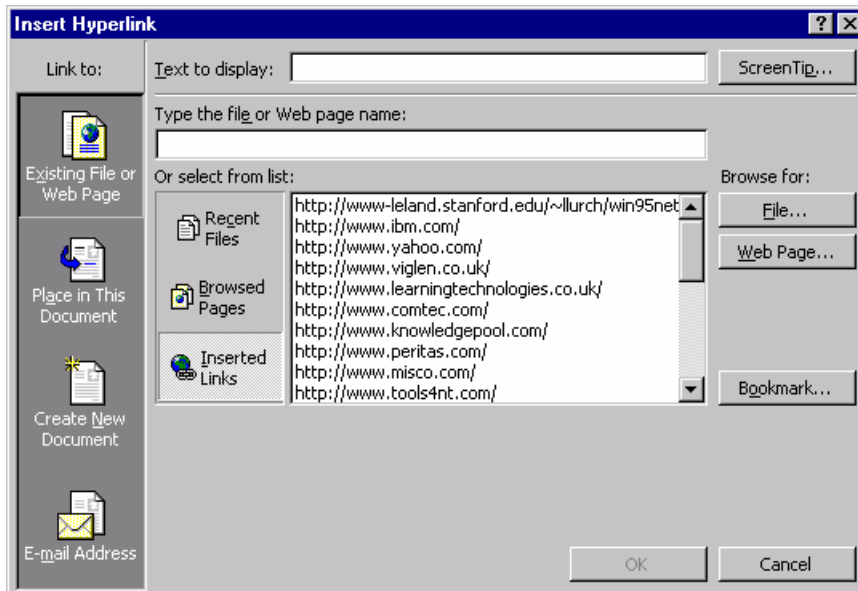 Insert Hyperlink
Link to:
Existing File or
Web Page
Place in This
Document
Create New
Document
E-mail Address
Text to display:
ScreenTip...
Type the file or Web page name:
Or select from list:
Recent
Files
Browsed
Pages
Inserted
Links
http://www-leland.stanford.edu/~llurch/win95net
http://www.ibm.com/
http://www.yahoo.com/
http://www.viglen.co.uk/
http://www.learningtechnologies.co.uk/
http://www.comtec.com/
http://www.knowledgepool.com/
http://www.peritas.com/
http://www.misco.com/
http://www.tools4nt.com/
Browse for:
File...
Web Page...
Bookmark...
OK
Cancel